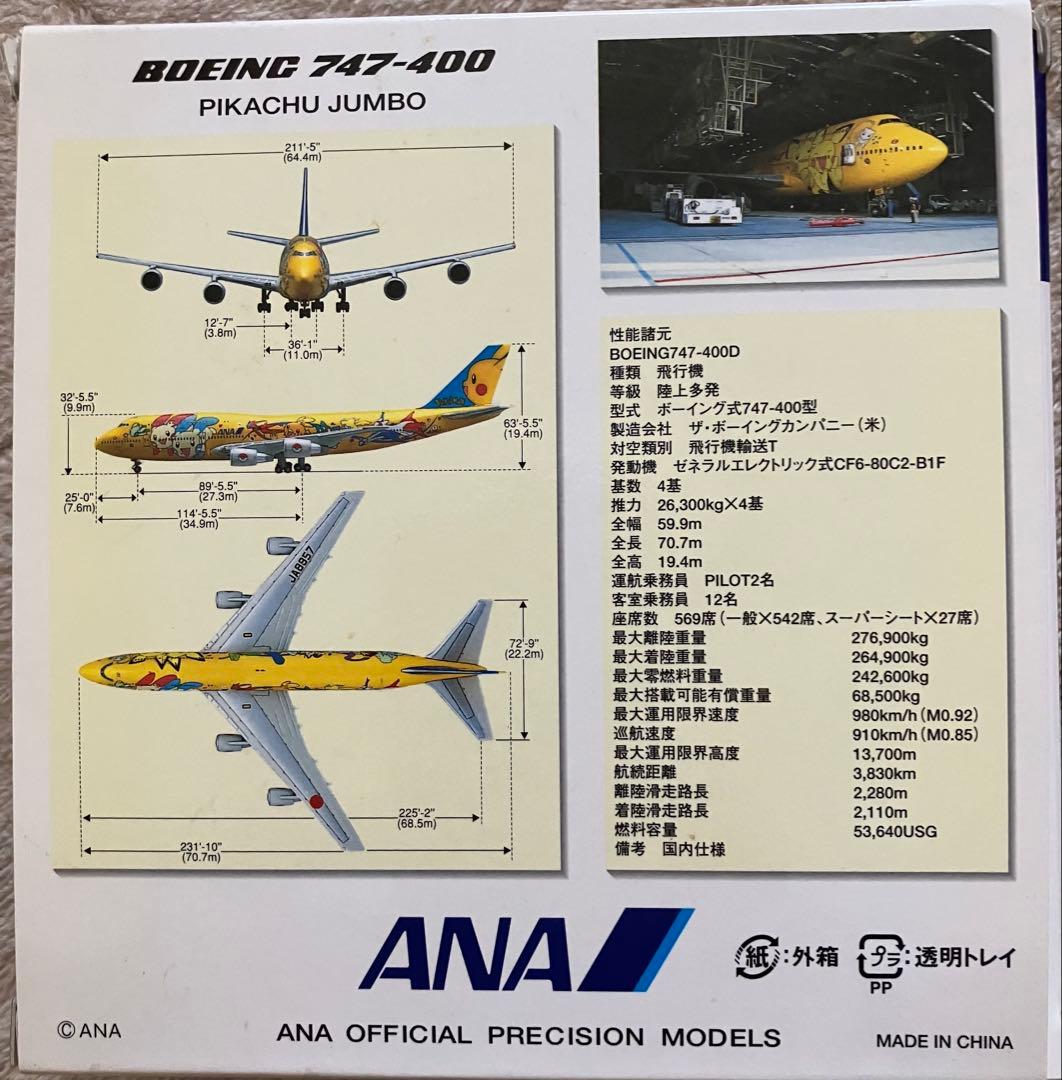 BOEING 747-400
PIKACHU JUMBO
211'-5"
(64.4m)
12'-7"
(3.8m)
36'-1"
(11.0m)
32'-5.5"
(9.9m)
63'-5.5"
(19.4m)
ANA
25'-0"
(7.6m)
89'-5.5"
(27.3m)
114'-5.5"
(34.9m)
JA8957
72'-9"
(22.2m)
225'-2"
(68.5m)
231'-10"
(70.7m)
性能諸元
BOEING747-400D
種類 飛行機
等級 陸上多発
型式 ボーイング式747-400型
製造会社 ザ・ボーイングカンパニー(米)
対空類別 飛行機輸送T
発動機 ゼネラルエレクトリック式CF6-80C2-B1F
基数 4基
推力 26,300kg×4基
全幅 59.9m
全長 70.7m
全高 19.4m
運航乗務員 PILOT2名
客室乗務員 12名
座席数 569席(一般×542席、スーパーシート×27席)
最大離陸重量 276,900kg
最大着陸重量 264,900kg
最大零燃料重量 242,600kg
最大搭載可能有償重量 68,500kg
最大運用限界速度 980km/h(M0.92)
巡航速度 910km/h(M0.85)
最大運用限界高度 13,700m
航続距離 3,830km
離陸滑走路長 2,280m
着陸滑走路長 2,110m
燃料容量 53,640USG
備考 国内仕様
ANA
紙:外箱 プラ:透明トレイ
PP
©ANA
ANA OFFICIAL PRECISION MODELS
MADE IN CHINA